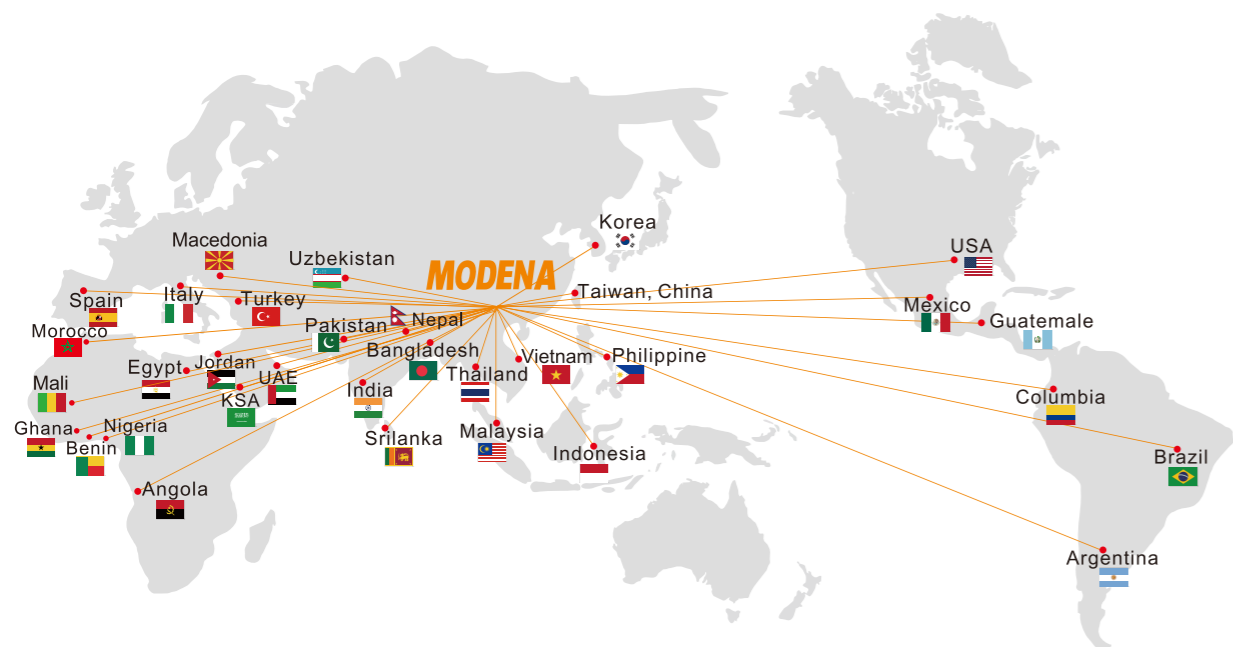 Korea
Macedonia
USA
Uzbekistan
MODENA
Taiwan, China
Spain
Italy
Turkey
Mexico
Pakistan
Nepal
Guatemale
Morocco
Bangladesh
Vietnam
Philippine
Egypt
Jordan
UAE
Thailand
Mali
KSA
India
Columbia
Ghana
Benin
Nigeria
Srilanka
Malaysia
Indonesia
Brazil
Angola
Argentina